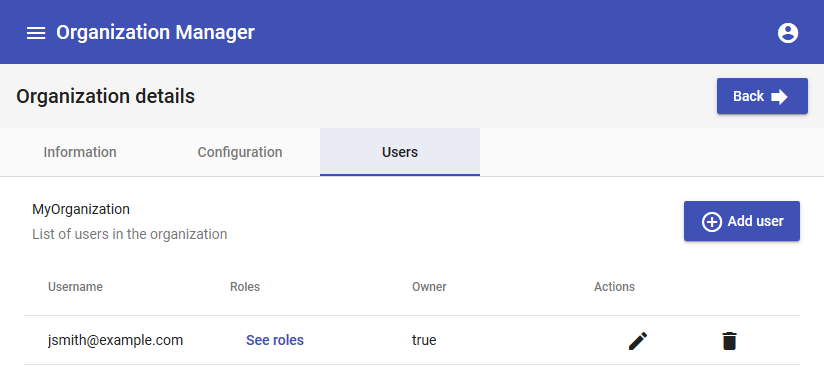 Organization Manager
Organization details
Back
Information Configuration Users
MyOrganization
List of users in the organization
Add user
Username Roles Owner Actions
jsmith@example.com See roles true